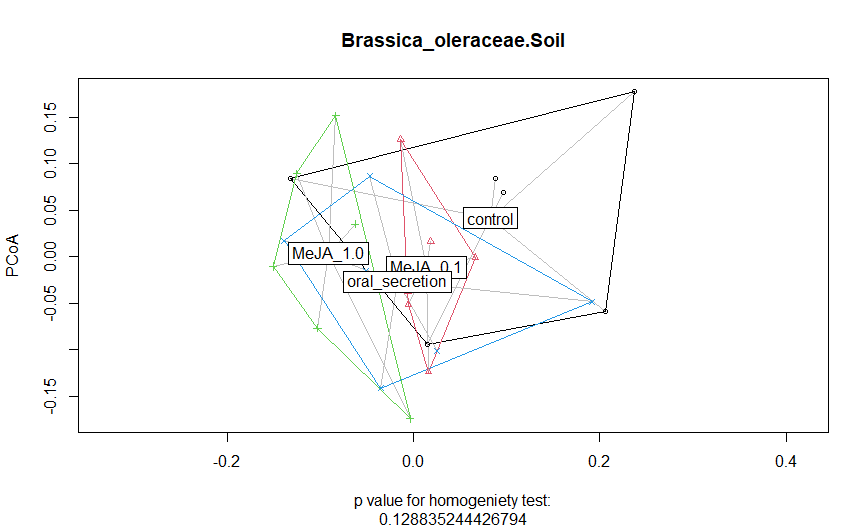 Brassica_oleraceae.Soil
PCoA
0.15
0.10
0.05
0.00
-0.05
-0.15
control
MeJA_1.0
MeJA_0.1
oral_secretion
-0.2
0.0
0.2
0.4
p value for homogeniety test:
0.128835244426794